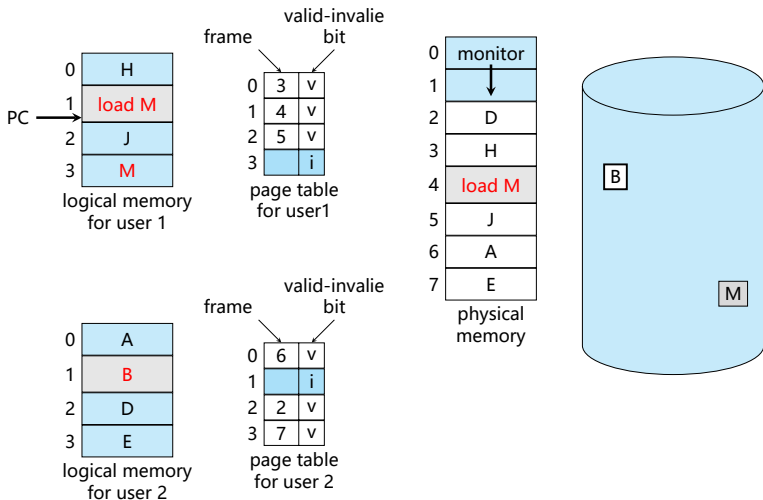 frame
valid-invalie
bit
0 H
1 load M
2 J
3 M
PC
logical memory
for user 1
0 3 v
1 4 v
2 5 v
3 i
page table
for user1
0 monitor
1
2 D
3 H
4 load M
5 J
6 A
7 E
physical
memory
B
M
frame
valid-invalie
bit
0 A
1 B
2 D
3 E
logical memory
for user 2
0 6 v
1 i
2 2 v
3 7 v
page table
for user 2